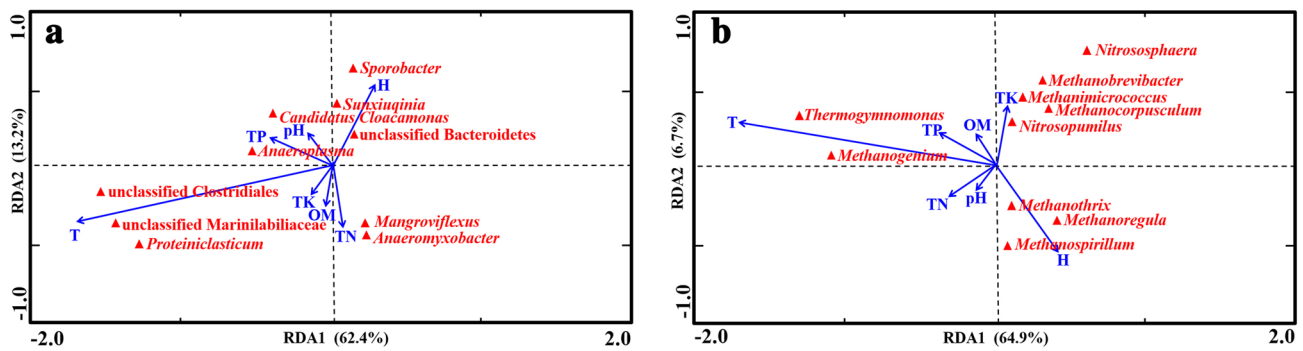 a
1.0
RDA2 (13.2%)
-1.0
Sporobacter
H
Sunxiuqinia
Candidatus Cloacamonas
TP
pH
unclassified Bacteroidetes
Anaeroplasma
unclassified Clostridiales
TK
OM
unclassified Marinilabiliaceae
Mangroviflexus
T
TN
Anaeromyxobacter
Proteiniclasticum
-2.0
RDA1 (62.4%)
2.0
b
1.0
RDA2 (6.7%)
-1.0
Nitrososphaera
Methanobrevibacter
TK
Methanimicrococcus
Methanocorpusculum
Thermogymnomonas
T
TP
OM
Nitrosopumilus
Methanogenium
TN
pH
Methanothrix
Methanoregula
Methanospirillum
H
-2.0
RDA1 (64.9%)
2.0